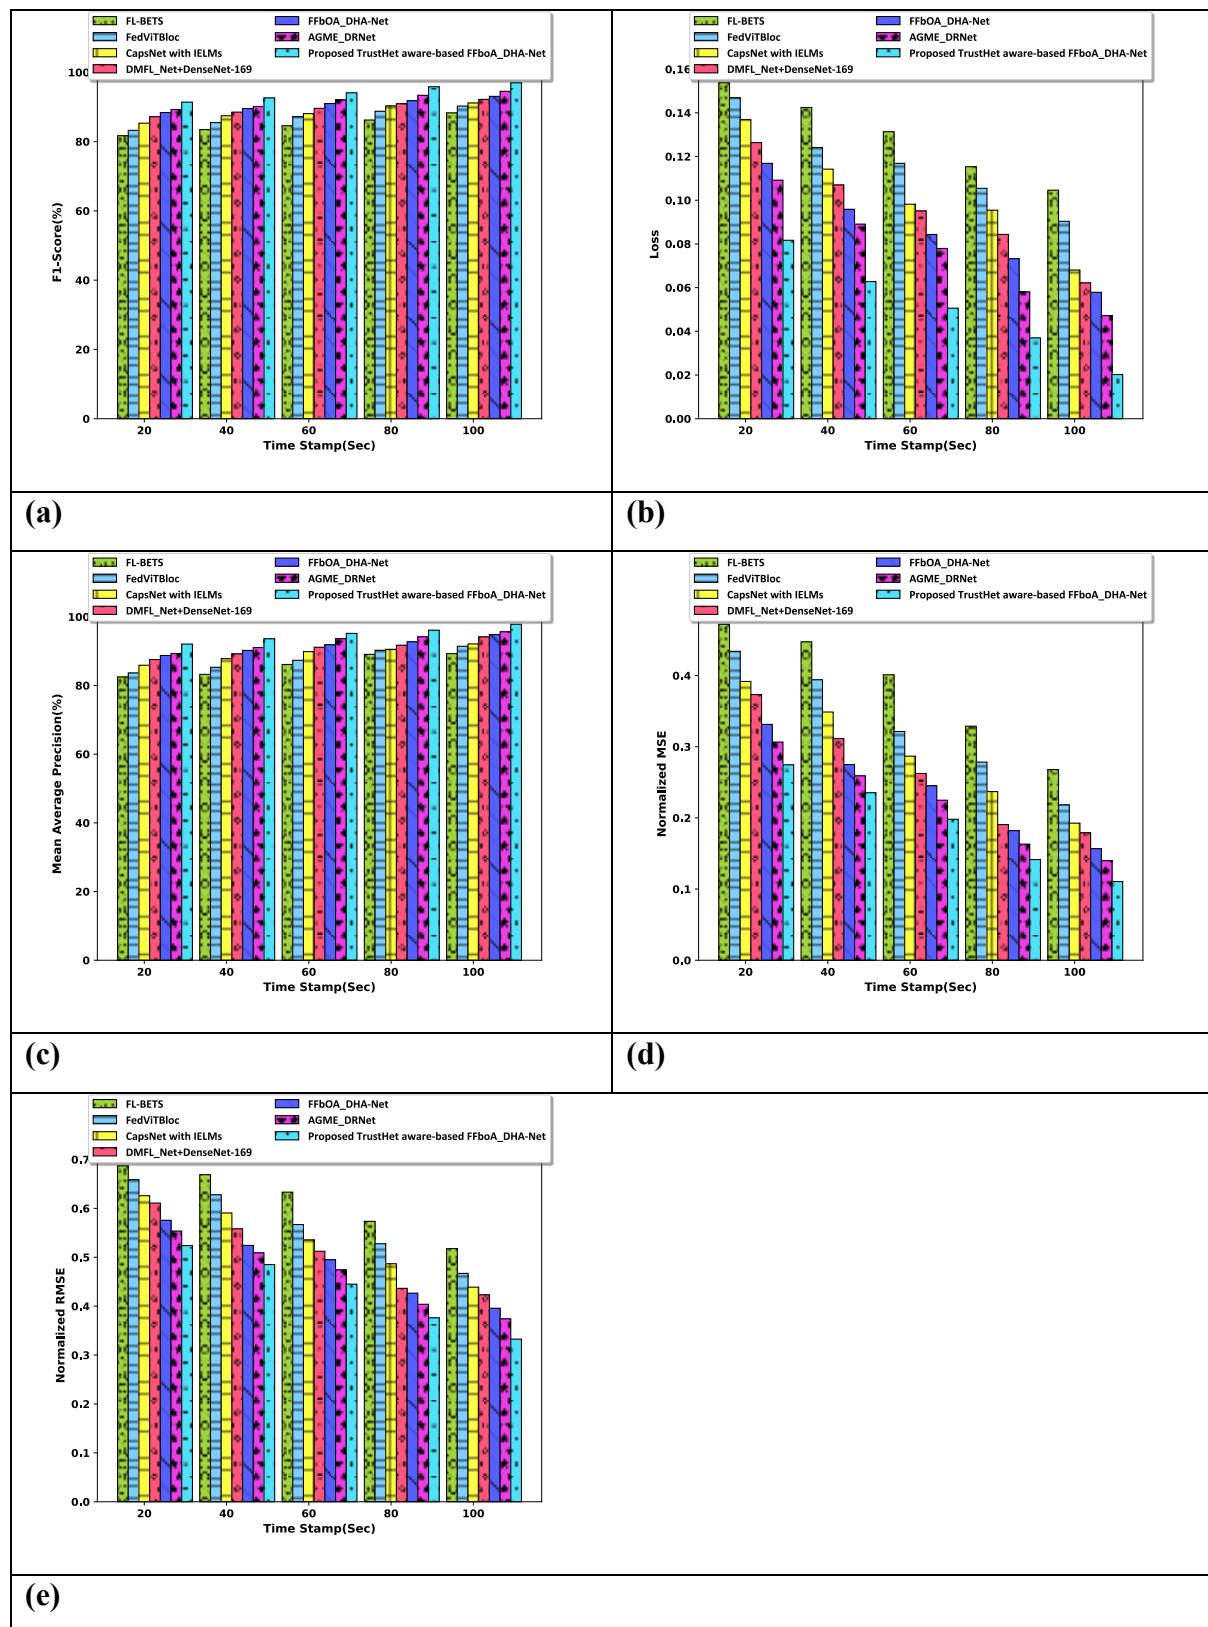 FL-BETS
FedViTBloc
CapsNet with IELMs
DMFL_Net+DenseNet-169
FFbOA_DHA-Net
AGME_DRNet
Proposed TrustHet aware-based FFboA_DHA-Net
100
80
60
40
20
0
F1-Score(%)
20 40 60 80 100
Time Stamp(Sec)
FL-BETS
FedViTBloc
CapsNet with IELMs
DMFL_Net+DenseNet-169
FFbOA_DHA-Net
AGME_DRNet
Proposed TrustHet aware-based FFboA_DHA-Net
0.16
0.14
0.12
0.10
0.08
0.06
0.04
0.02
0.00
Loss
20 40 60 80 100
Time Stamp(Sec)
(a)
(b)
FL-BETS
FedViTBloc
CapsNet with IELMs
DMFL_Net+DenseNet-169
FFbOA_DHA-Net
AGME_DRNet
Proposed TrustHet aware-based FFboA_DHA-Net
100
80
60
40
20
0
Mean Average Precision(%)
20 40 60 80 100
Time Stamp(Sec)
FL-BETS
FedViTBloc
CapsNet with IELMs
DMFL_Net+DenseNet-169
FFbOA_DHA-Net
AGME_DRNet
Proposed TrustHet aware-based FFboA_DHA-Net
0.4
0.3
0.2
0.1
0.0
Normalized MSE
20 40 60 80 100
Time Stamp(Sec)
(c)
(d)
FL-BETS
FedViTBloc
CapsNet with IELMs
DMFL_Net+DenseNet-169
FFbOA_DHA-Net
AGME_DRNet
Proposed TrustHet aware-based FFboA_DHA-Net
0.7
0.6
0.5
0.4
0.3
0.2
0.1
0.0
Normalized RMSE
20 40 60 80 100
Time Stamp(Sec)
(e)